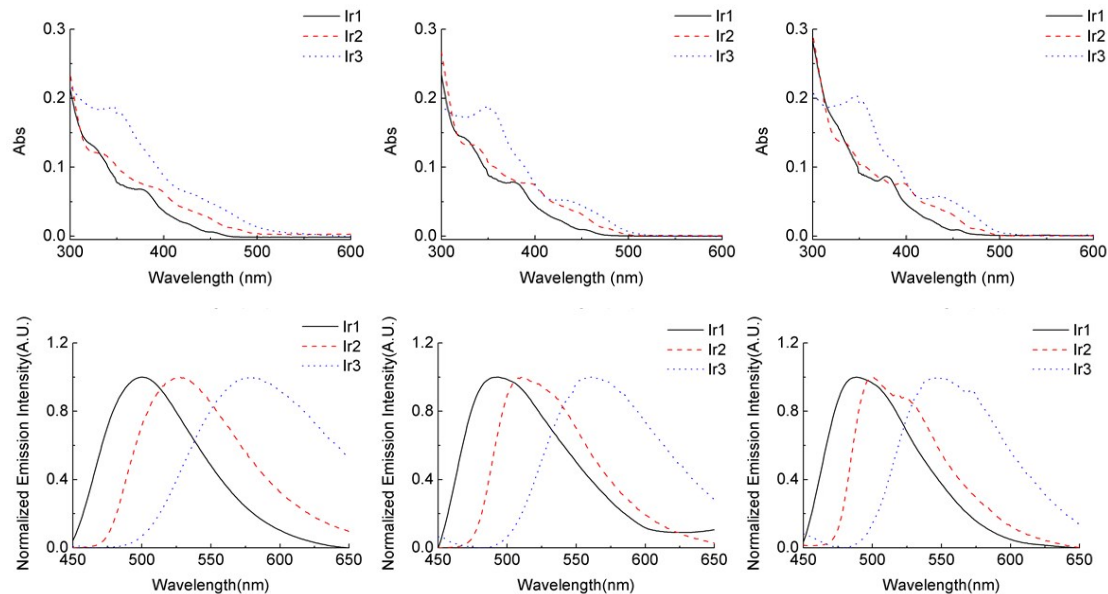 0.3
0.2
0.1
0.0
Abs
300
400
500
600
Wavelength (nm)
Ir1
Ir2
Ir3
0.3
0.2
0.1
0.0
Abs
300
400
500
600
Wavelength (nm)
Ir1
Ir2
Ir3
0.3
0.2
0.1
0.0
Abs
300
400
500
600
Wavelength (nm)
Ir1
Ir2
Ir3
1.2
0.8
0.4
0.0
Normalized Emission Intensity(A.U.)
450
500
550
600
650
Wavelength(nm)
Ir1
Ir2
Ir3
1.2
0.8
0.4
0.0
Normalized Emission Intensity(A.U.)
450
500
550
600
650
Wavelength(nm)
Ir1
Ir2
Ir3
1.2
0.8
0.4
0.0
Normalized Emission Intensity(A.U.)
450
500
550
600
650
Wavelength(nm)
Ir1
Ir2
Ir3